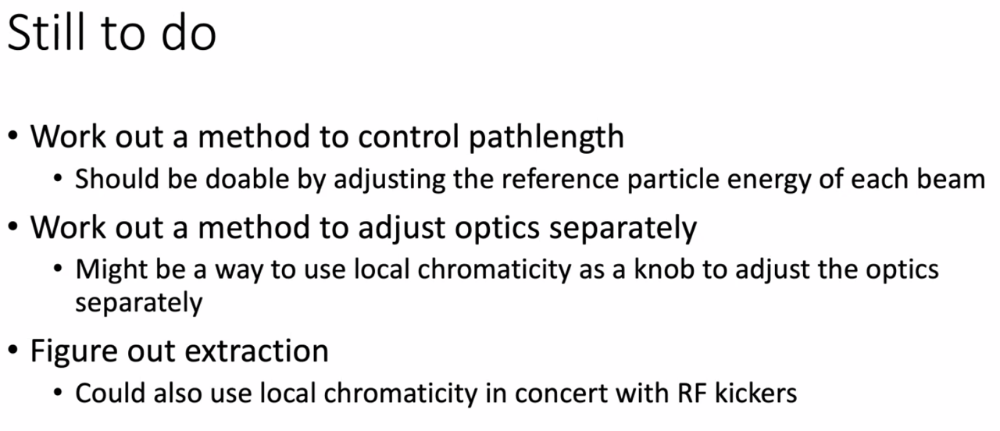 Still to do
• Work out a method to control pathlength
• Should be doable by adjusting the reference particle energy of each beam
• Work out a method to adjust optics separately
• Might be a way to use local chromaticity as a knob to adjust the optics
separately
• Figure out extraction
• Could also use local chromaticity in concert with RF kickers